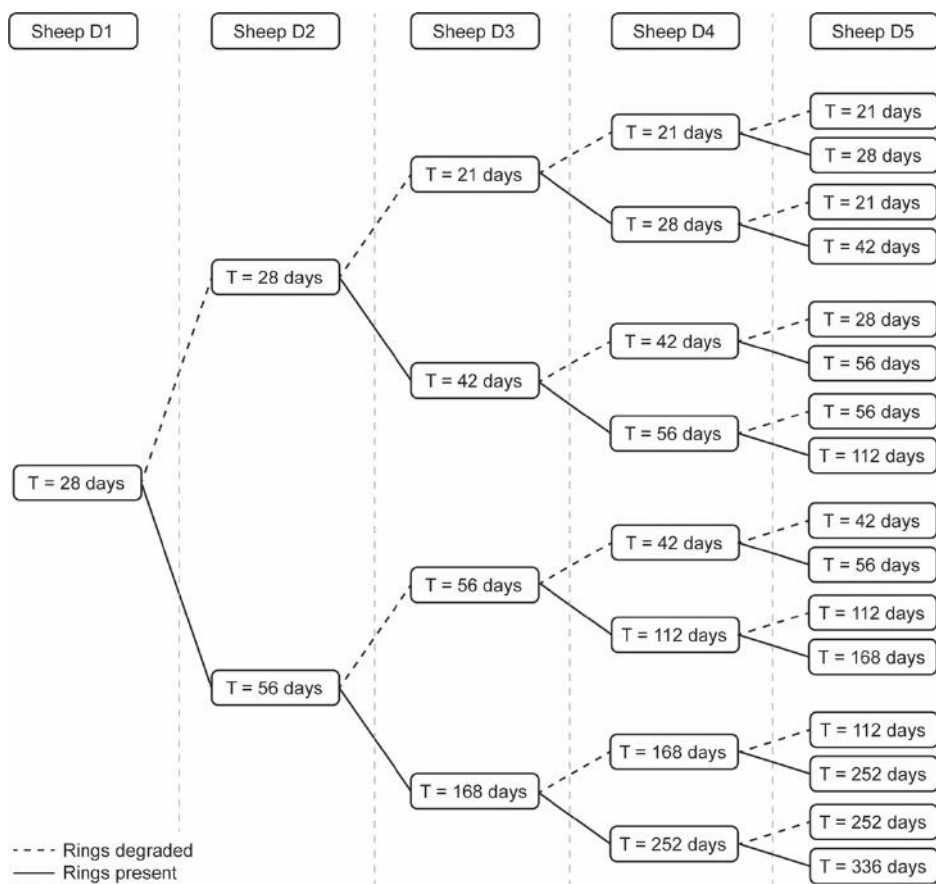 Sheep D1
Sheep D2
Sheep D3
Sheep D4
Sheep D5
T = 28 days
T = 28 days
T = 56 days
T = 21 days
T = 42 days
T = 56 days
T = 168 days
T = 21 days
T = 28 days
T = 42 days
T = 56 days
T = 42 days
T = 112 days
T = 168 days
T = 252 days
T = 21 days
T = 28 days
T = 21 days
T = 42 days
T = 28 days
T = 56 days
T = 56 days
T = 112 days
T = 42 days
T = 56 days
T = 112 days
T = 168 days
T = 112 days
T = 252 days
T = 252 days
T = 336 days
Rings degraded
Rings present